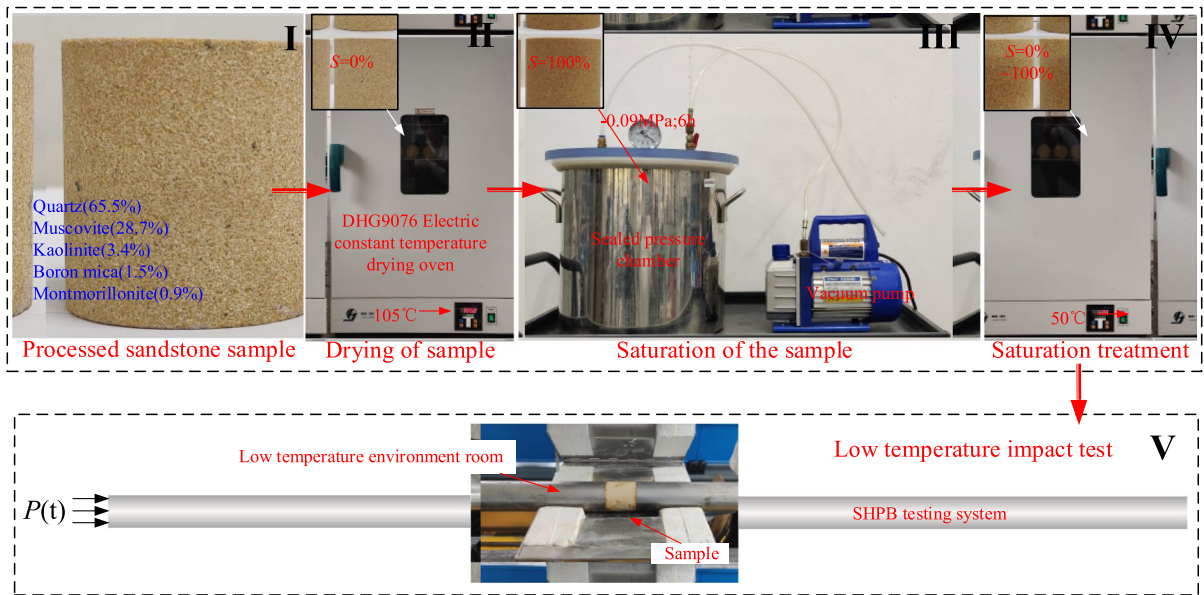 I
Quartz(65.5%)
Muscovite(28.7%)
Kaolinite(3.4%)
Boron mica(1.5%)
Montmorillonite(0.9%)
Processed sandstone sample
II
S=0%
DHG9076 Electric
constant temperature
drying oven
105℃
Drying of sample
III
S=100%
-0.09MPa;6h
Sealed pressure
chamber
Vacuum pump
Saturation of the sample
IV
S=0%
~100%
50℃
Saturation treatment
Low temperature impact test
V
Low temperature environment room
P(t)
SHPB testing system
Sample